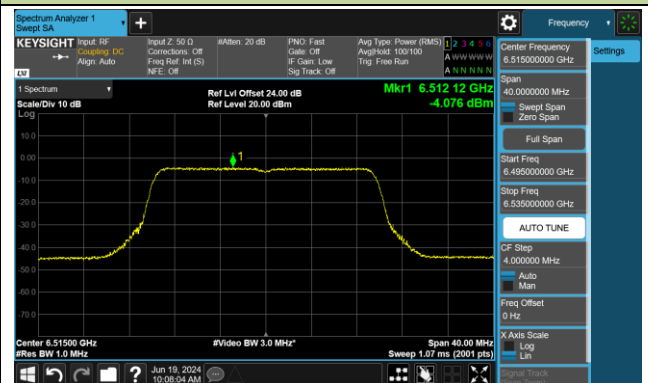 Spectrum Analyzer 1
Swept SA
+
Frequency
KEYSIGHT
Input: RF
Coupling: DC
Align: Auto
Input Z: 50 Ω
Corrections: Off
Freq Ref: Int (S)
NFE: Off
#Atten: 20 dB
PNO: Fast
Gate: Off
IF Gain: Low
Sig Track: Off
Avg Type: Power (RMS)
Avg|Hold: 100/100
Trig: Free Run
1 2 3 4 5 6
A W W W W W
A N N N N N
LXI
1 Spectrum
Scale/Div 10 dB
Log
Ref Lvl Offset 24.00 dB
Ref Level 20.00 dBm
Mkr1 6.512 12 GHz
-4.076 dBm
10.0
0.00
-10.0
-20.0
-30.0
-40.0
-50.0
-60.0
-70.0
1
Center 6.51500 GHz
#Res BW 1.0 MHz
#Video BW 3.0 MHz*
Span 40.00 MHz
Sweep 1.07 ms (2001 pts)
Jun 19, 2024
10:08:04 AM
Center Frequency
6.515000000 GHz
Settings
Span
40.0000000 MHz
Swept Span
Zero Span
Full Span
Start Freq
6.495000000 GHz
Stop Freq
6.535000000 GHz
AUTO TUNE
CF Step
4.000000 MHz
Auto
Man
Freq Offset
0 Hz
X Axis Scale
Log
Lin
Signal Track